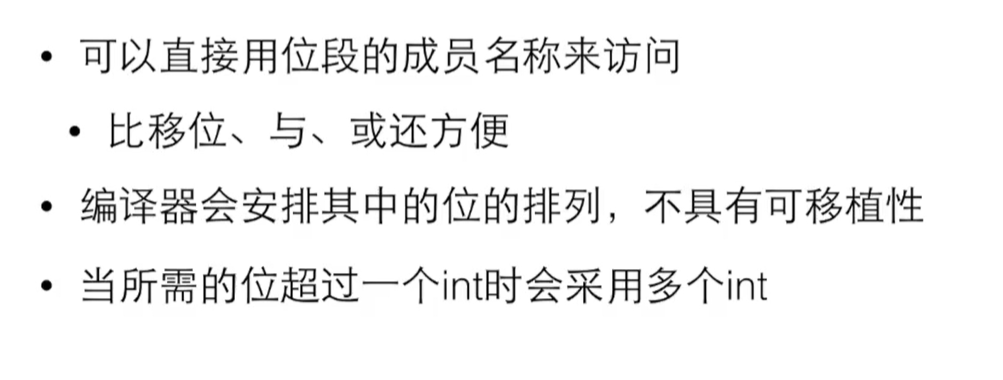 • 可以直接用位段的成员名称来访问
• 比移位、与、或还方便
• 编译器会安排其中的位的排列，不具有可移植性
• 当所需的位超过一个int时会采用多个int